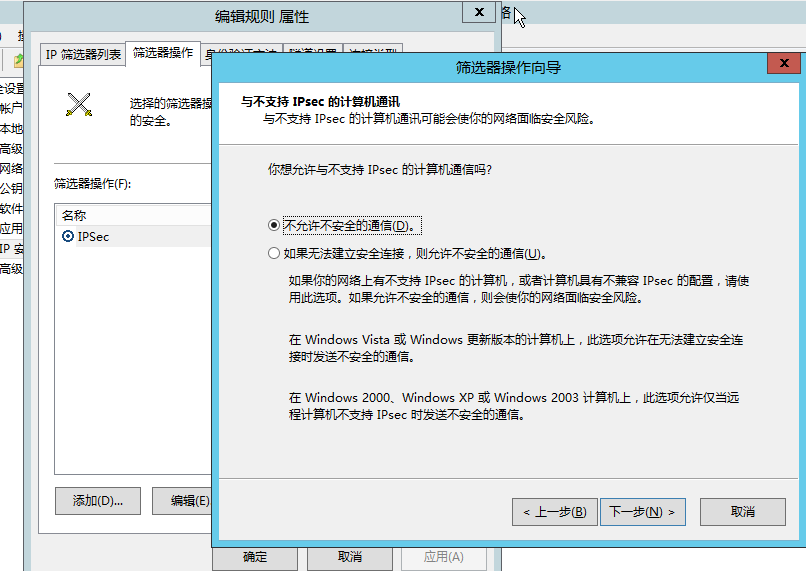 编辑规则 属性
IP 筛选器列表
筛选器操作
选择的筛选器
的安全。
筛选器操作(F):
名称
IPSec
添加(D)...
编辑(E)
确定
取消
应用(A)
筛选器操作向导
与不支持 IPsec 的计算机通讯
与不支持 IPsec 的计算机通讯可能会使你的网络面临安全风险。
你想允许与不支持 IPsec 的计算机通信吗?
不允许不安全的通信(D)。
如果无法建立安全连接，则允许不安全的通信(U)。
如果你的网络上有不支持 IPsec 的计算机，或者计算机具有不兼容 IPsec 的配置，请使
用此选项。如果允许不安全的通信，则会使你的网络面临安全风险。
在 Windows Vista 或 Windows 更新版本的计算机上，此选项允许在无法建立安全连
接时发送不安全的通信。
在 Windows 2000、Windows XP 或 Windows 2003 计算机上，此选项允许仅当远
程计算机不支持 IPsec 时发送不安全的通信。
< 上一步(B)
下一步(N) >
取消
全设置
帐户
本地
高级
网络
公钥
软件
应用
IP 安
高级